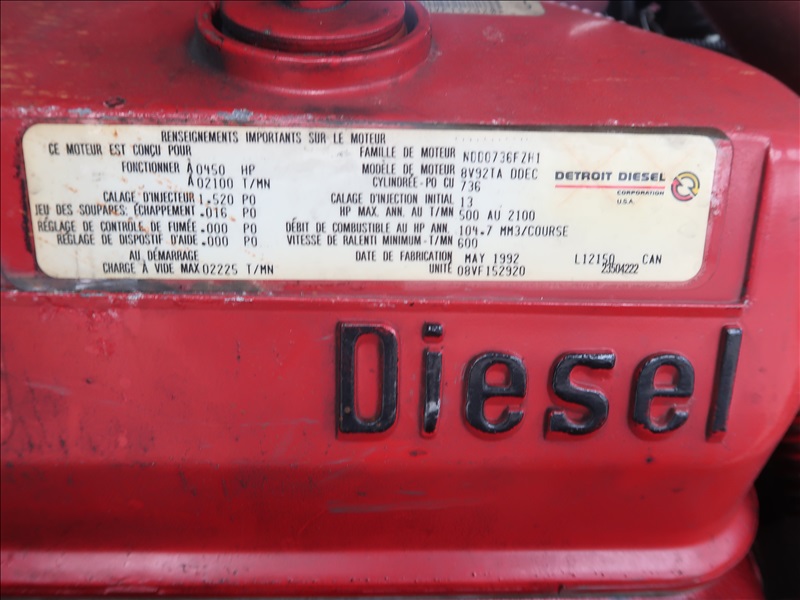 RENSEIGNEMENTS IMPORTANTS SUR LE MOTEUR
CE MOTEUR EST CONÇU POUR
FONCTIONNER À 0450 HP
À 02100 T/MN
CALAGE D'INJECTEUR 1.520 PO
JEU DES SOUPAPES: ÉCHAPPEMENT .016 PO
RÉGLAGE DE CONTRÔLE DE FUMÉE .000 PO
RÉGLAGE DE DISPOTIF D'AIDE .000 PO
AU DÉMARRAGE
CHARGE À VIDE MAX 02225 T/MN
FAMILLE DE MOTEUR NDD0736FZH1
MODÈLE DE MOTEUR 8V92TA DDEC
CYLINDRÉE-PO CU 736
CALAGE D'INJECTION INITIAL 13
HP MAX. ANN. AU T/MN 500 AU 2100
DÉBIT DE COMBUSTIBLE AU HP ANN. 104.7 MM3/COURSE
VITESSE DE RALENTI MINIMUM-T/MN 600
DATE DE FABRICATION MAY 1992
UNITÉ 08VF152920
L12150 CAN
23504222
DETROIT DIESEL
CORPORATION
U.S.A.
Diesel